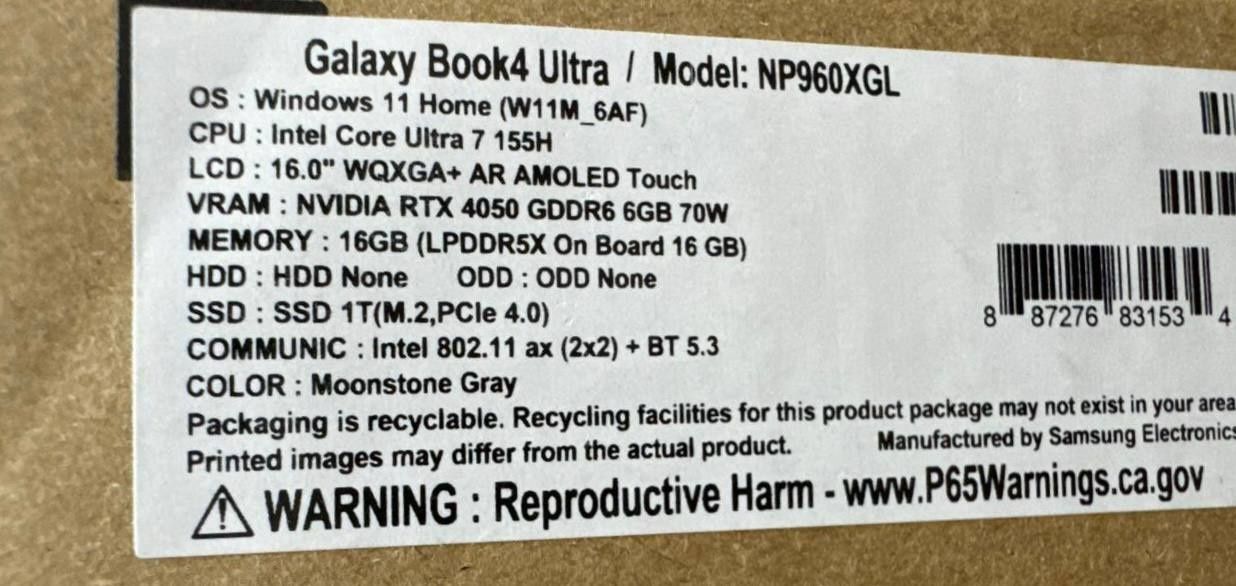 Galaxy Book4 Ultra / Model: NP960XGL
OS : Windows 11 Home (W11M_6AF)
CPU : Intel Core Ultra 7 155H
LCD : 16.0" WQXGA+ AR AMOLED Touch
VRAM : NVIDIA RTX 4050 GDDR6 6GB 70W
MEMORY : 16GB (LPDDR5X On Board 16 GB)
HDD : HDD None ODD : ODD None
SSD : SSD 1T(M.2,PCIe 4.0)
8 87276 83153 4
COMMUNIC : Intel 802.11 ax (2x2) + BT 5.3
COLOR : Moonstone Gray
Packaging is recyclable. Recycling facilities for this product package may not exist in your area
Printed images may differ from the actual product. Manufactured by Samsung Electronics
WARNING : Reproductive Harm - www.P65Warnings.ca.gov